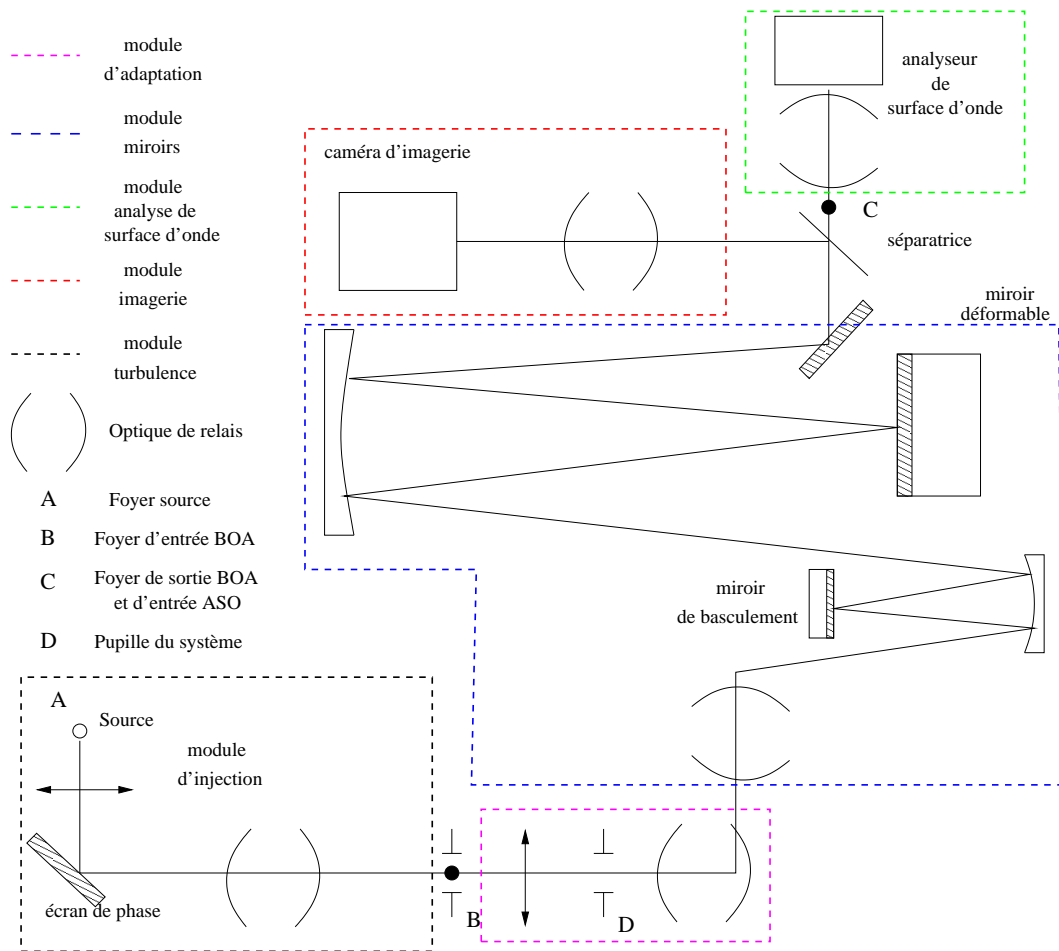 module
d'adaptation
module
miroirs
module
analyse de
surface d'onde
module
imagerie
module
turbulence
Optique de relais
A Foyer source
B Foyer d'entrée BOA
C Foyer de sortie BOA
et d'entrée ASO
D Pupille du système
analyseur
de
surface d'onde
caméra d'imagerie
C
séparatrice
miroir
déformable
miroir
de basculement
A
Source
module
d'injection
écran de phase
B
D